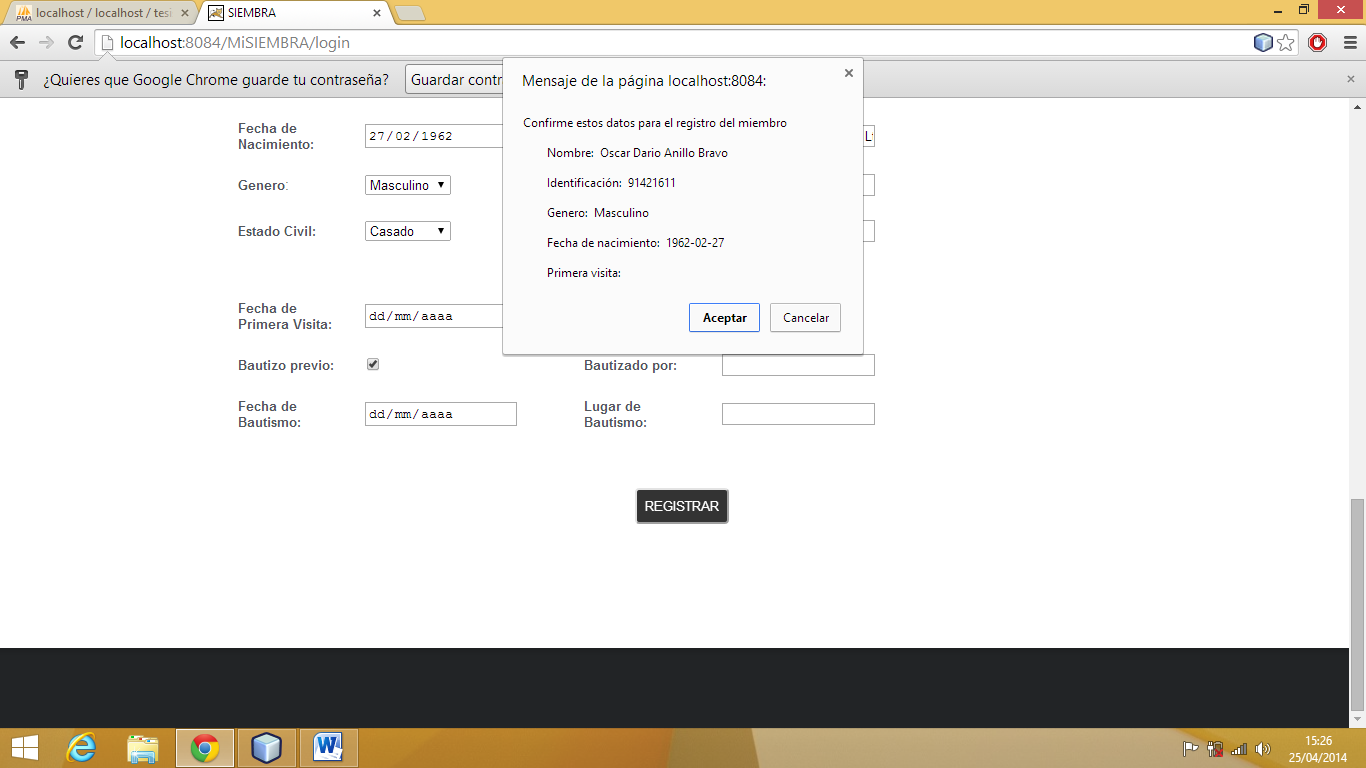 localhost / localhost / tesi
SIEMBRA
localhost:8084/MiSIEMBRA/login
¿Quieres que Google Chrome guarde tu contraseña?
Guardar contr
Mensaje de la página localhost:8084:
Confirme estos datos para el registro del miembro
Nombre: Oscar Dario Anillo Bravo
Identificación: 91421611
Genero: Masculino
Fecha de nacimiento: 1962-02-27
Primera visita:
Aceptar Cancelar
Fecha de
Nacimiento:
27/02/1962
Genero:
Masculino
Estado Civil:
Casado
Fecha de
Primera Visita:
dd/mm/aaaa
Bautizo previo:
Bautizado por:
Fecha de
Bautismo:
dd/mm/aaaa
Lugar de
Bautismo:
REGISTRAR
15:26
25/04/2014